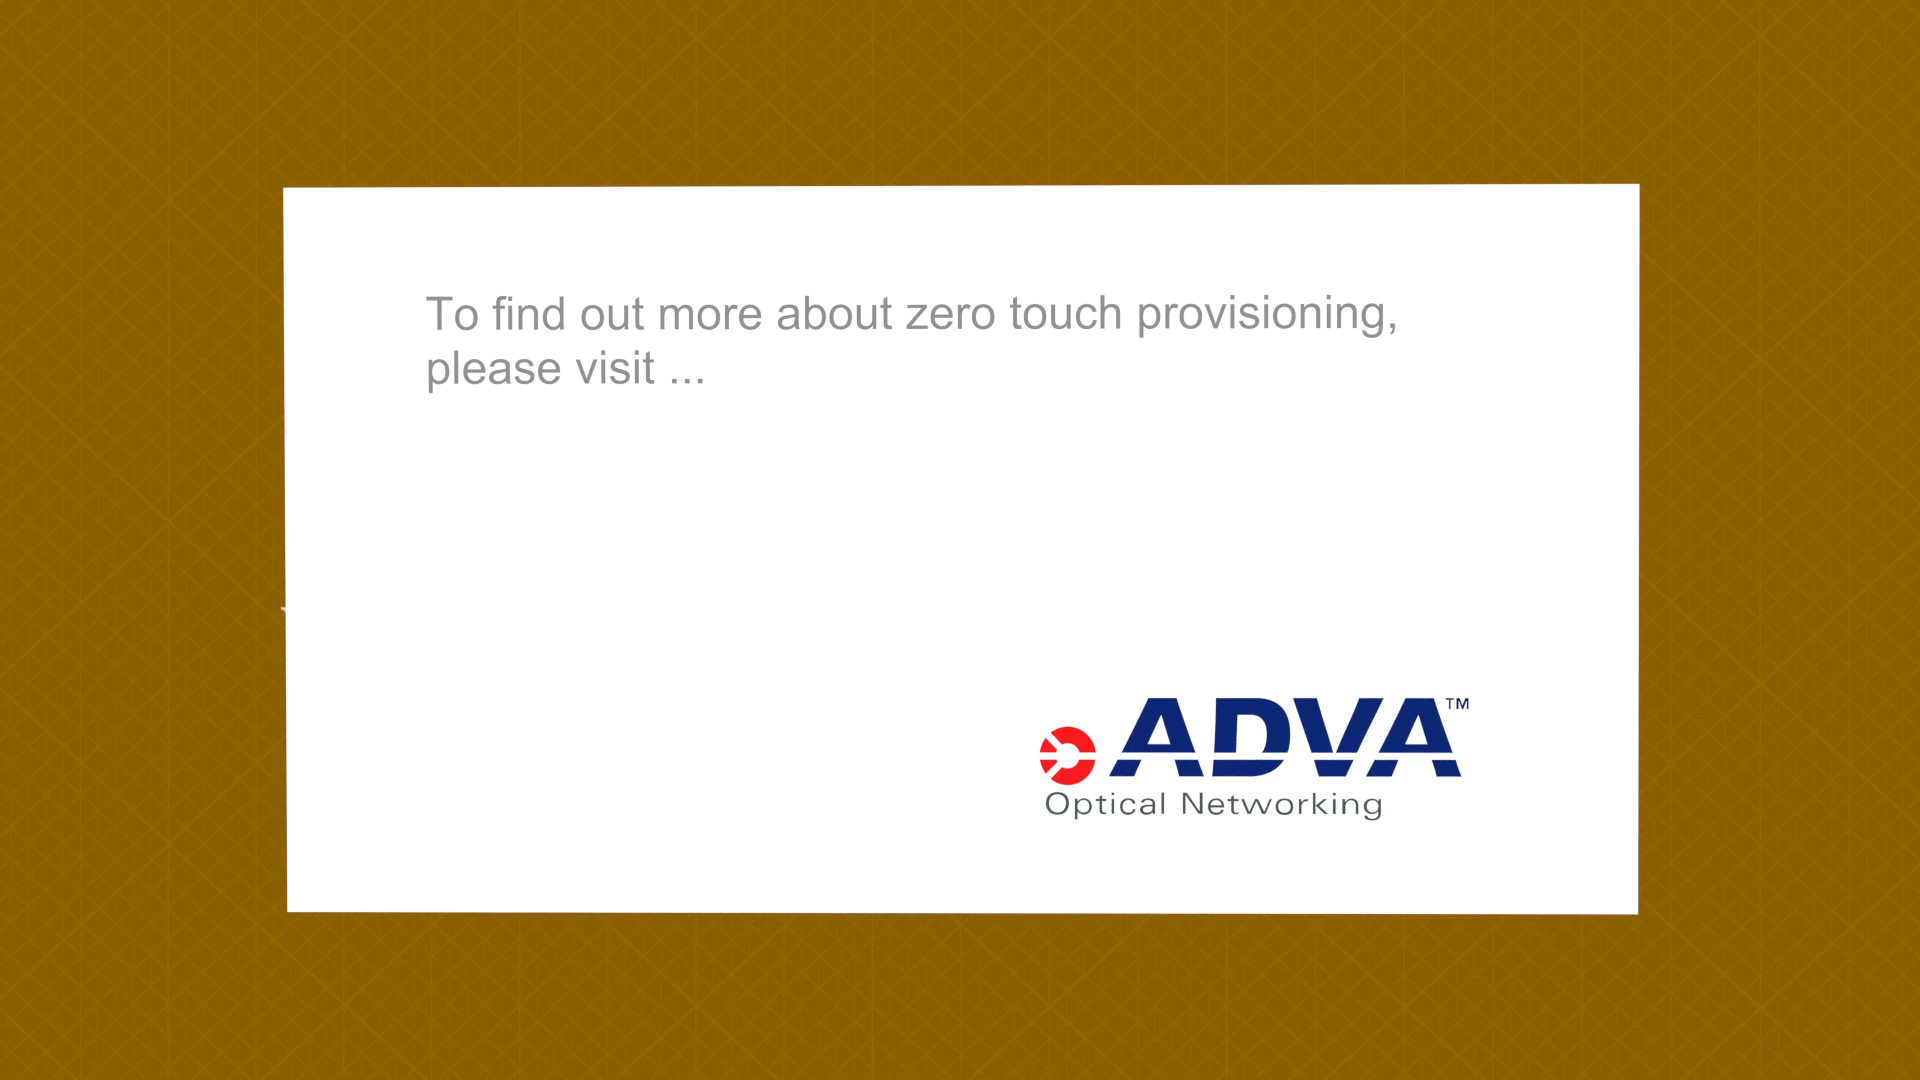 To find out more about zero touch provisioning,
please visit ...
ADVA™
Optical Networking